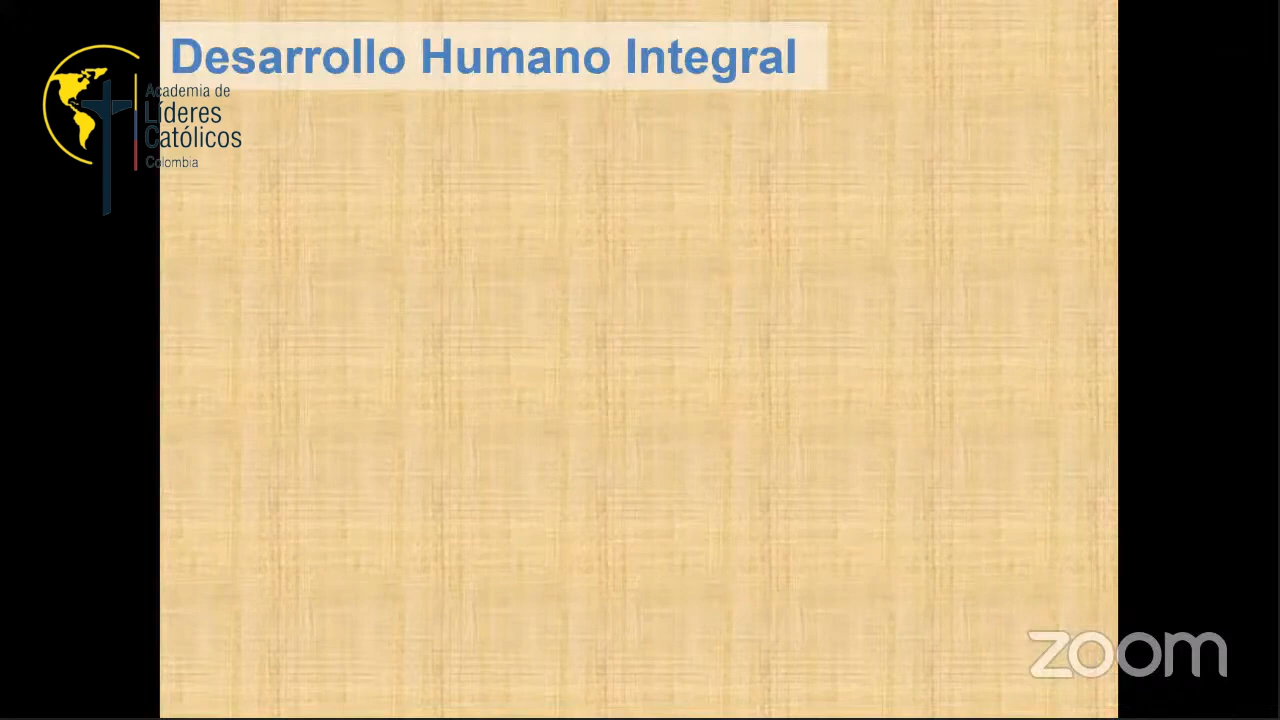 Desarrollo Humano Integral
Academia de
Líderes
Católicos
Colombia
zoom